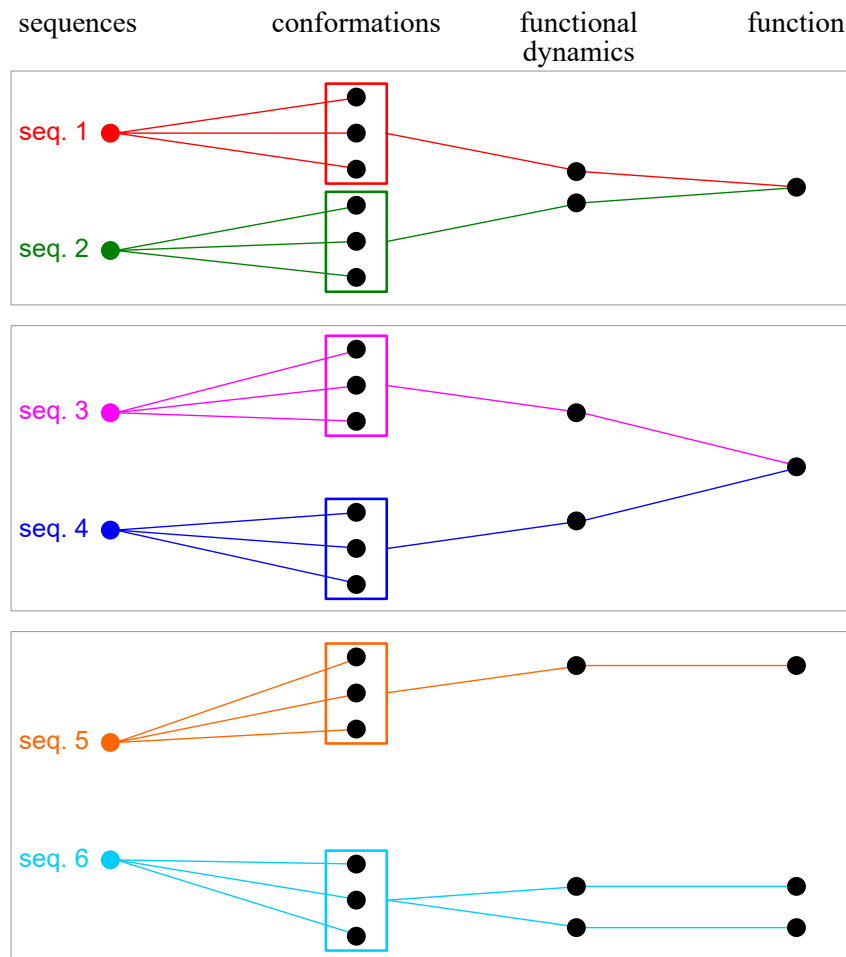 sequences
conformations
functional
dynamics
function
seq. 1
seq. 2
seq. 3
seq. 4
seq. 5
seq. 6